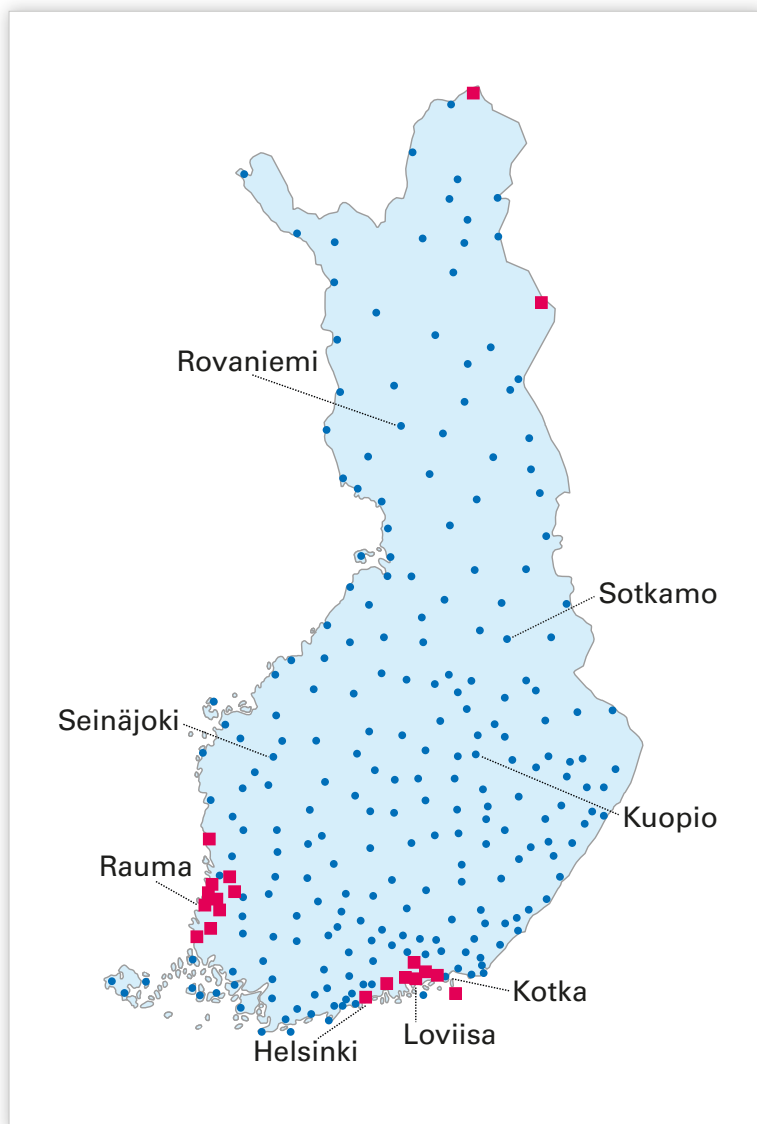 Rovaniemi
Sotkamo
Seinäjoki
Kuopio
Rauma
Kotka
Loviisa
Helsinki